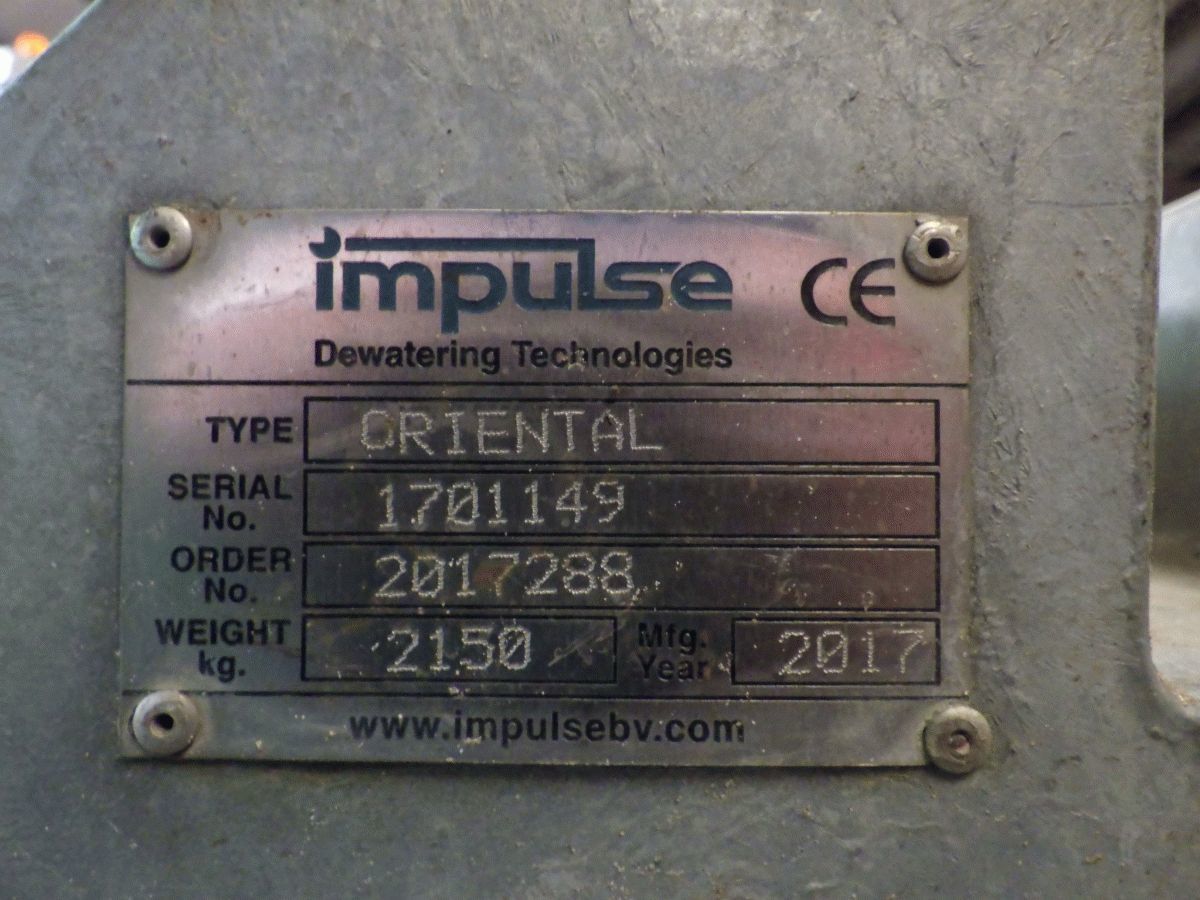 impulse CE
Dewatering Technologies
TYPE ORIENTAL
SERIAL No. 1701149
ORDER No. 2017288
WEIGHT kg. 2150 Mfg. Year 2017
www.impulsebv.com